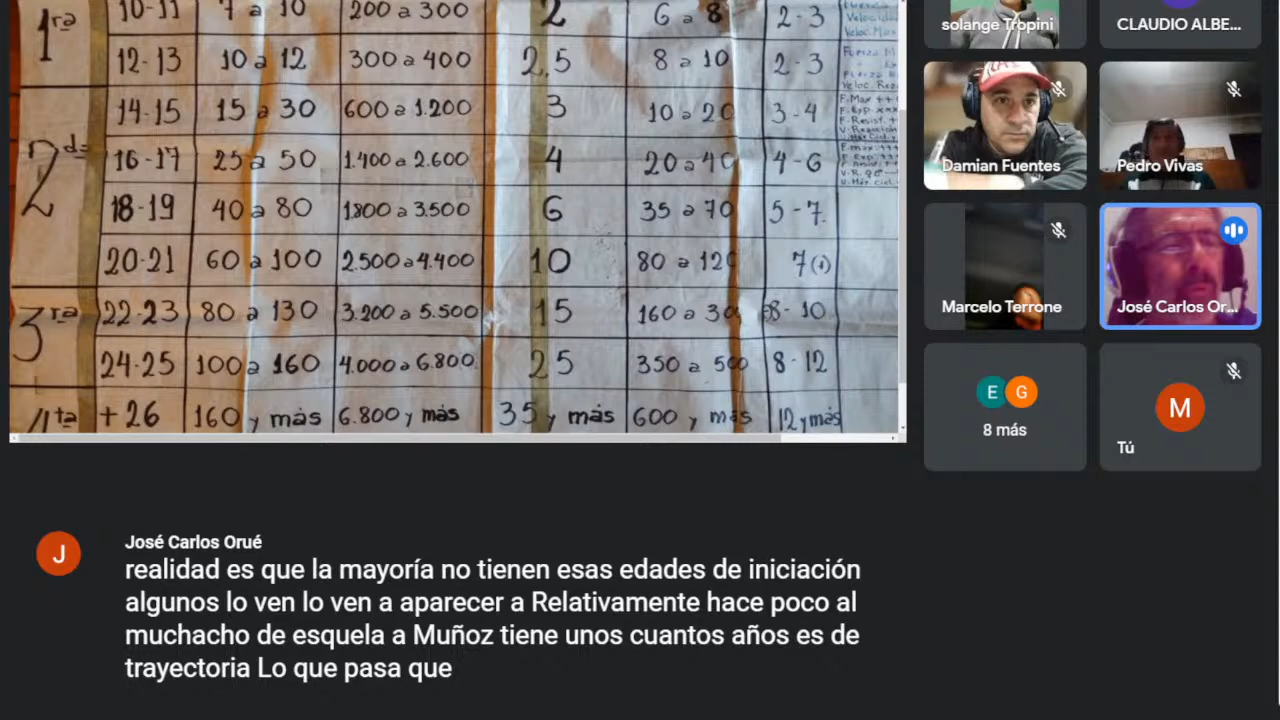 1ra
10-11 7 a 10 200 a 300 2 6 a 8 2-3
12-13 10 a 12 300 a 400 2,5 8 a 10 2-3
2da
14-15 15 a 30 600 a 1.200 3 10 a 20 3-4
16-17 25 a 50 1.400 a 2.600 4 20 a 40 4-6
18-19 40 a 80 1.800 a 3.500 6 35 a 70 5-7
20-21 60 a 100 2.500 a 4.400 10 80 a 120 7(+)
3ra
22-23 80 a 130 3.200 a 5.500 15 160 a 30 8-10
24-25 100 a 160 4.000 a 6.800 25 350 a 500 8-12
4ta
+26 160 y más 6.800 y más 35 y más 600 y más 12 y más
solange Tropini
CLAUDIO ALBE...
Damian Fuentes
Pedro Vivas
Marcelo Terrone
José Carlos Or...
E G
8 más
M
Tú
J
José Carlos Orué
realidad es que la mayoría no tienen esas edades de iniciación
algunos lo ven lo ven a aparecer a Relativamente hace poco al
muchacho de esquela a Muñoz tiene unos cuantos años es de
trayectoria Lo que pasa que